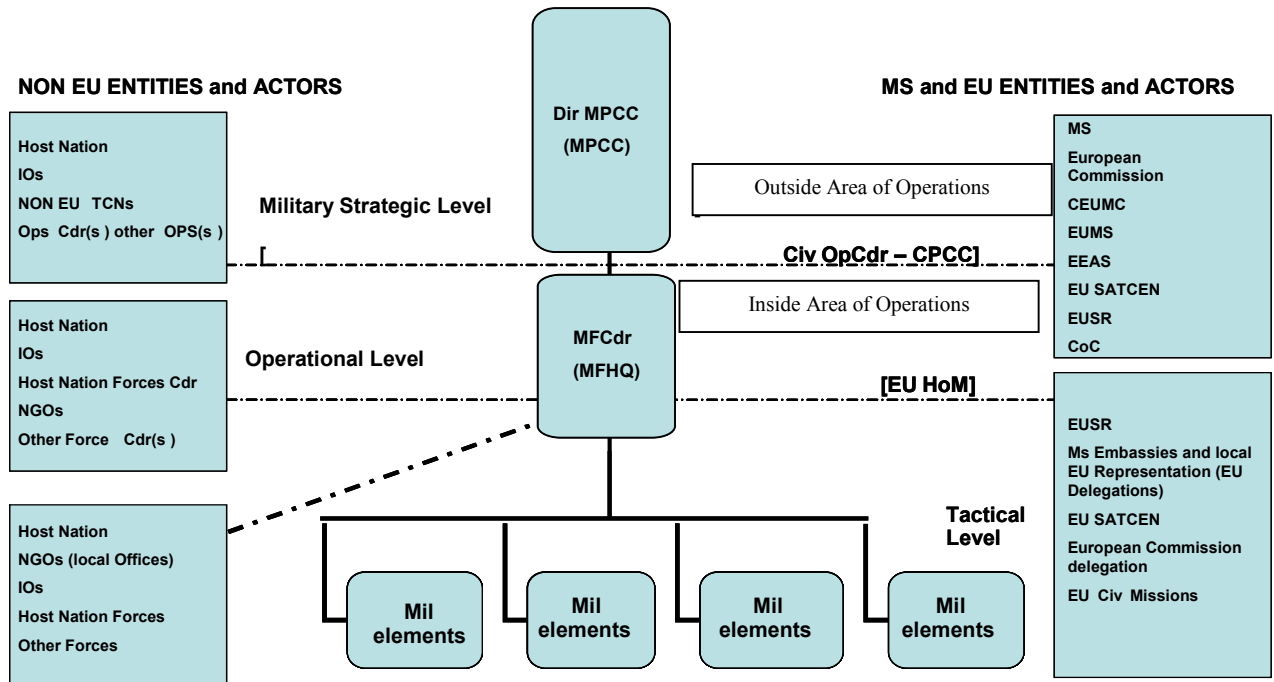 NON EU ENTITIES and ACTORS
MS and EU ENTITIES and ACTORS
Dir MPCC
(MPCC)
Host Nation
IOs
NON EU TCNs
Ops Cdr(s ) other OPS(s )
Military Strategic Level
[
Outside Area of Operations
[
Civ OpCdr – CPCC]
MS
European
Commission
CEUMC
EUMS
EEAS
EU SATCEN
EUSR
CoC
Inside Area of Operations
MFCdr
(MFHQ)
Host Nation
IOs
Host Nation Forces Cdr
NGOs
Other Force Cdr(s )
Operational Level
[EU HoM]
EUSR
Ms Embassies and local
EU Representation (EU
Delegations)
EU SATCEN
European Commission
delegation
EU Civ Missions
Host Nation
NGOs (local Offices)
IOs
Host Nation Forces
Other Forces
Tactical
Level
Mil
elements
Mil
elements
Mil
elements
Mil
elements